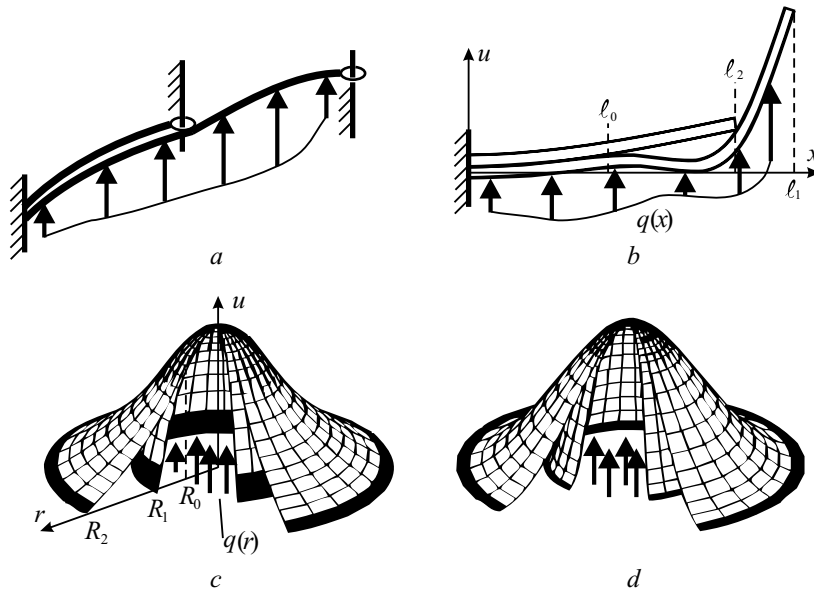 u
ℓ₂
ℓ₀
x
ℓ₁
q(x)
a
b
u
r
R₂
R₁
R₀
q(r)
c
d